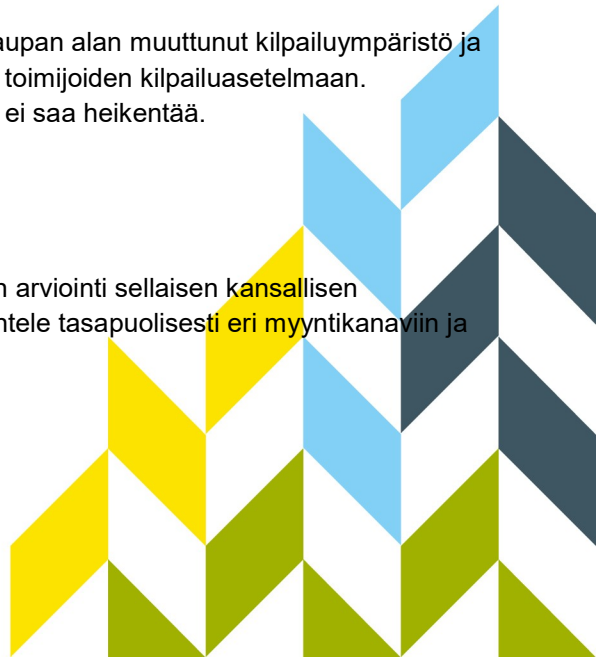 aupan alan muuttunut kilpailuympäristö ja
toimijoiden kilpailuasetelmaan.
ei saa heikentää.
n arviointi sellaisen kansallisen
ntele tasapuolisesti eri myyntikanaviin ja